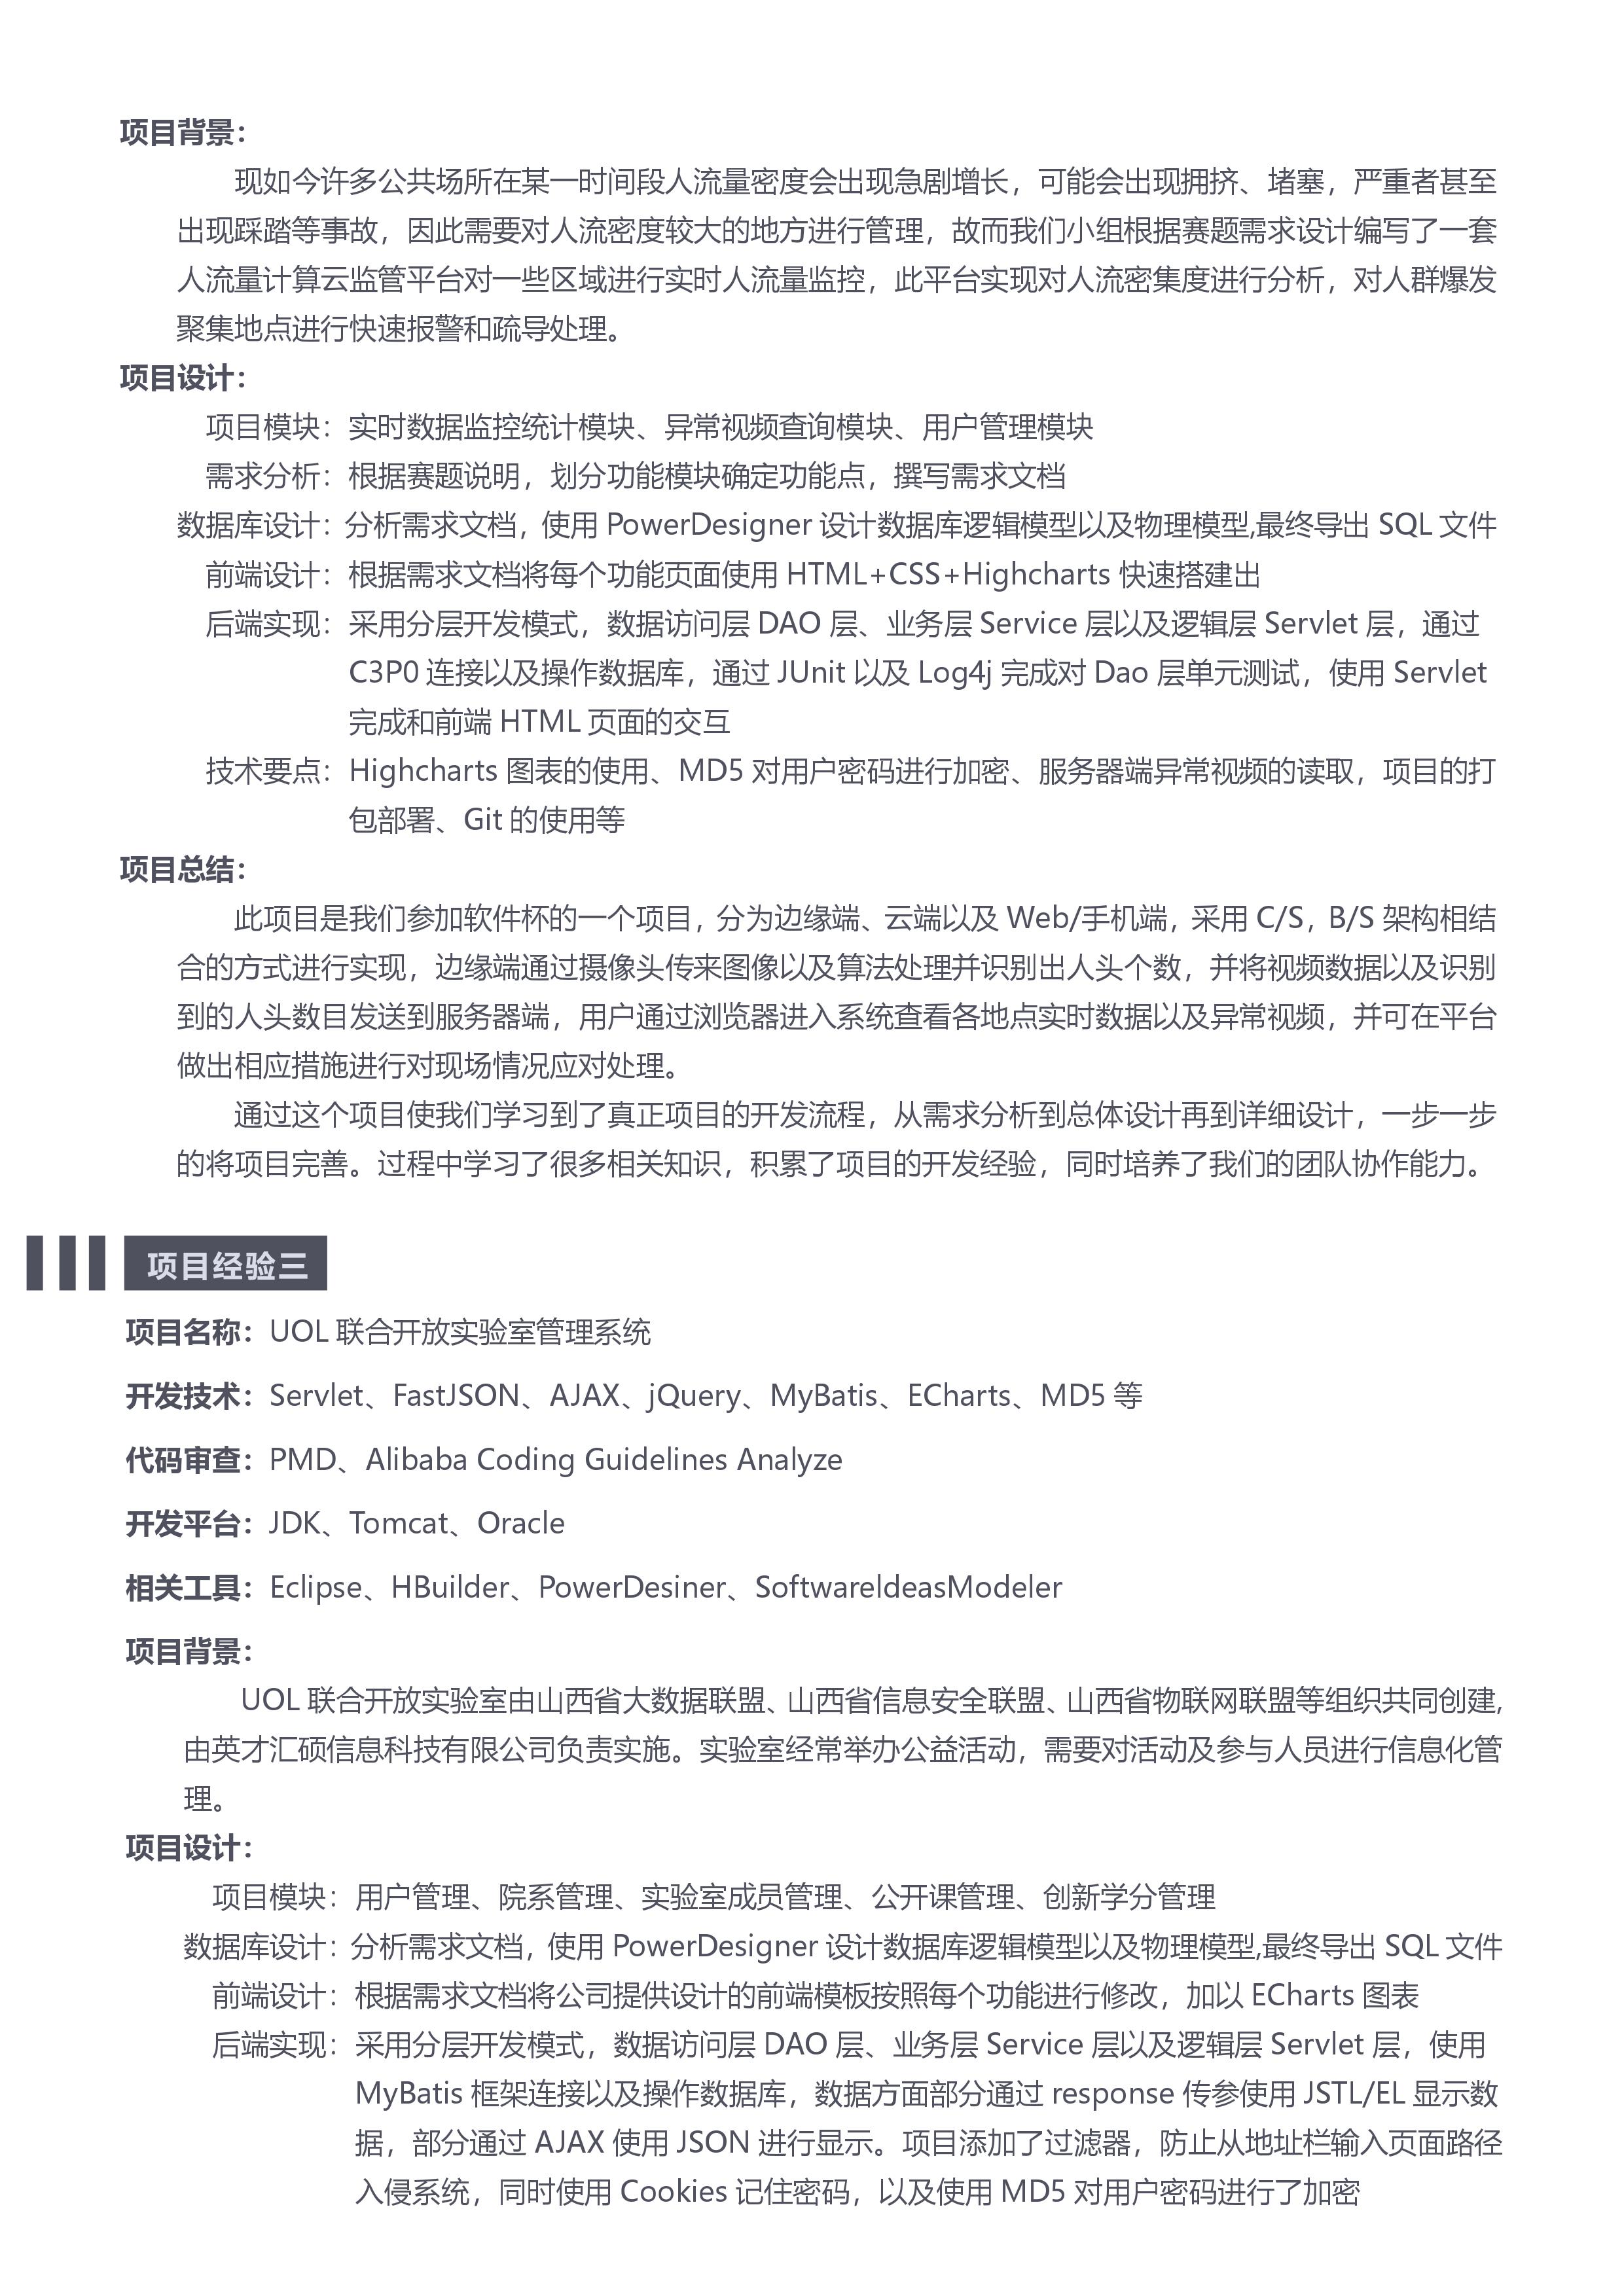 项目背景：
现如今许多公共场所在某一时间段人流量密度会出现急剧增长，可能会出现拥挤、堵塞，严重者甚至
出现踩踏等事故，因此需要对人流密度较大的地方进行管理，故而我们小组根据赛题需求设计编写了一套
人流量计算云监管平台对一些区域进行实时人流量监控，此平台实现对人流密集度进行分析，对人群爆发
聚集地点进行快速报警和疏导处理。
项目设计：
项目模块：实时数据监控统计模块、异常视频查询模块、用户管理模块
需求分析：根据赛题说明，划分功能模块确定功能点，撰写需求文档
数据库设计：分析需求文档，使用 PowerDesigner 设计数据库逻辑模型以及物理模型,最终导出 SQL 文件
前端设计：根据需求文档将每个功能页面使用 HTML+CSS+Highcharts 快速搭建出
后端实现：采用分层开发模式，数据访问层 DAO 层、业务层 Service 层以及逻辑层 Servlet 层，通过
C3P0 连接以及操作数据库，通过 JUnit 以及 Log4j 完成对 Dao 层单元测试，使用 Servlet
完成和前端 HTML 页面的交互
技术要点：Highcharts 图表的使用、MD5 对用户密码进行加密、服务器端异常视频的读取，项目的打
包部署、Git 的使用等
项目总结：
此项目是我们参加软件杯的一个项目，分为边缘端、云端以及 Web/手机端，采用 C/S，B/S 架构相结
合的方式进行实现，边缘端通过摄像头传来图像以及算法处理并识别出人头个数，并将视频数据以及识别
到的人头数目发送到服务器端，用户通过浏览器进入系统查看各地点实时数据以及异常视频，并可在平台
做出相应措施进行对现场情况应对处理。
通过这个项目使我们学习到了真正项目的开发流程，从需求分析到总体设计再到详细设计，一步一步
的将项目完善。过程中学习了很多相关知识，积累了项目的开发经验，同时培养了我们的团队协作能力。
项目经验三
项目名称：UOL 联合开放实验室管理系统
开发技术：Servlet、FastJSON、AJAX、jQuery、MyBatis、ECharts、MD5 等
代码审查：PMD、Alibaba Coding Guidelines Analyze
开发平台：JDK、Tomcat、Oracle
相关工具：Eclipse、HBuilder、PowerDesiner、SoftwareIdeasModeler
项目背景：
UOL 联合开放实验室由山西省大数据联盟、山西省信息安全联盟、山西省物联网联盟等组织共同创建,
由英才汇硕信息科技有限公司负责实施。实验室经常举办公益活动，需要对活动及参与人员进行信息化管
理。
项目设计：
项目模块：用户管理、院系管理、实验室成员管理、公开课管理、创新学分管理
数据库设计：分析需求文档，使用 PowerDesigner 设计数据库逻辑模型以及物理模型,最终导出 SQL 文件
前端设计：根据需求文档将公司提供设计的前端模板按照每个功能进行修改，加以 ECharts 图表
后端实现：采用分层开发模式，数据访问层 DAO 层、业务层 Service 层以及逻辑层 Servlet 层，使用
MyBatis 框架连接以及操作数据库，数据方面部分通过 response 传参使用 JSTL/EL 显示数
据，部分通过 AJAX 使用 JSON 进行显示。项目添加了过滤器，防止从地址栏输入页面路径
入侵系统，同时使用 Cookies 记住密码，以及使用 MD5 对用户密码进行了加密